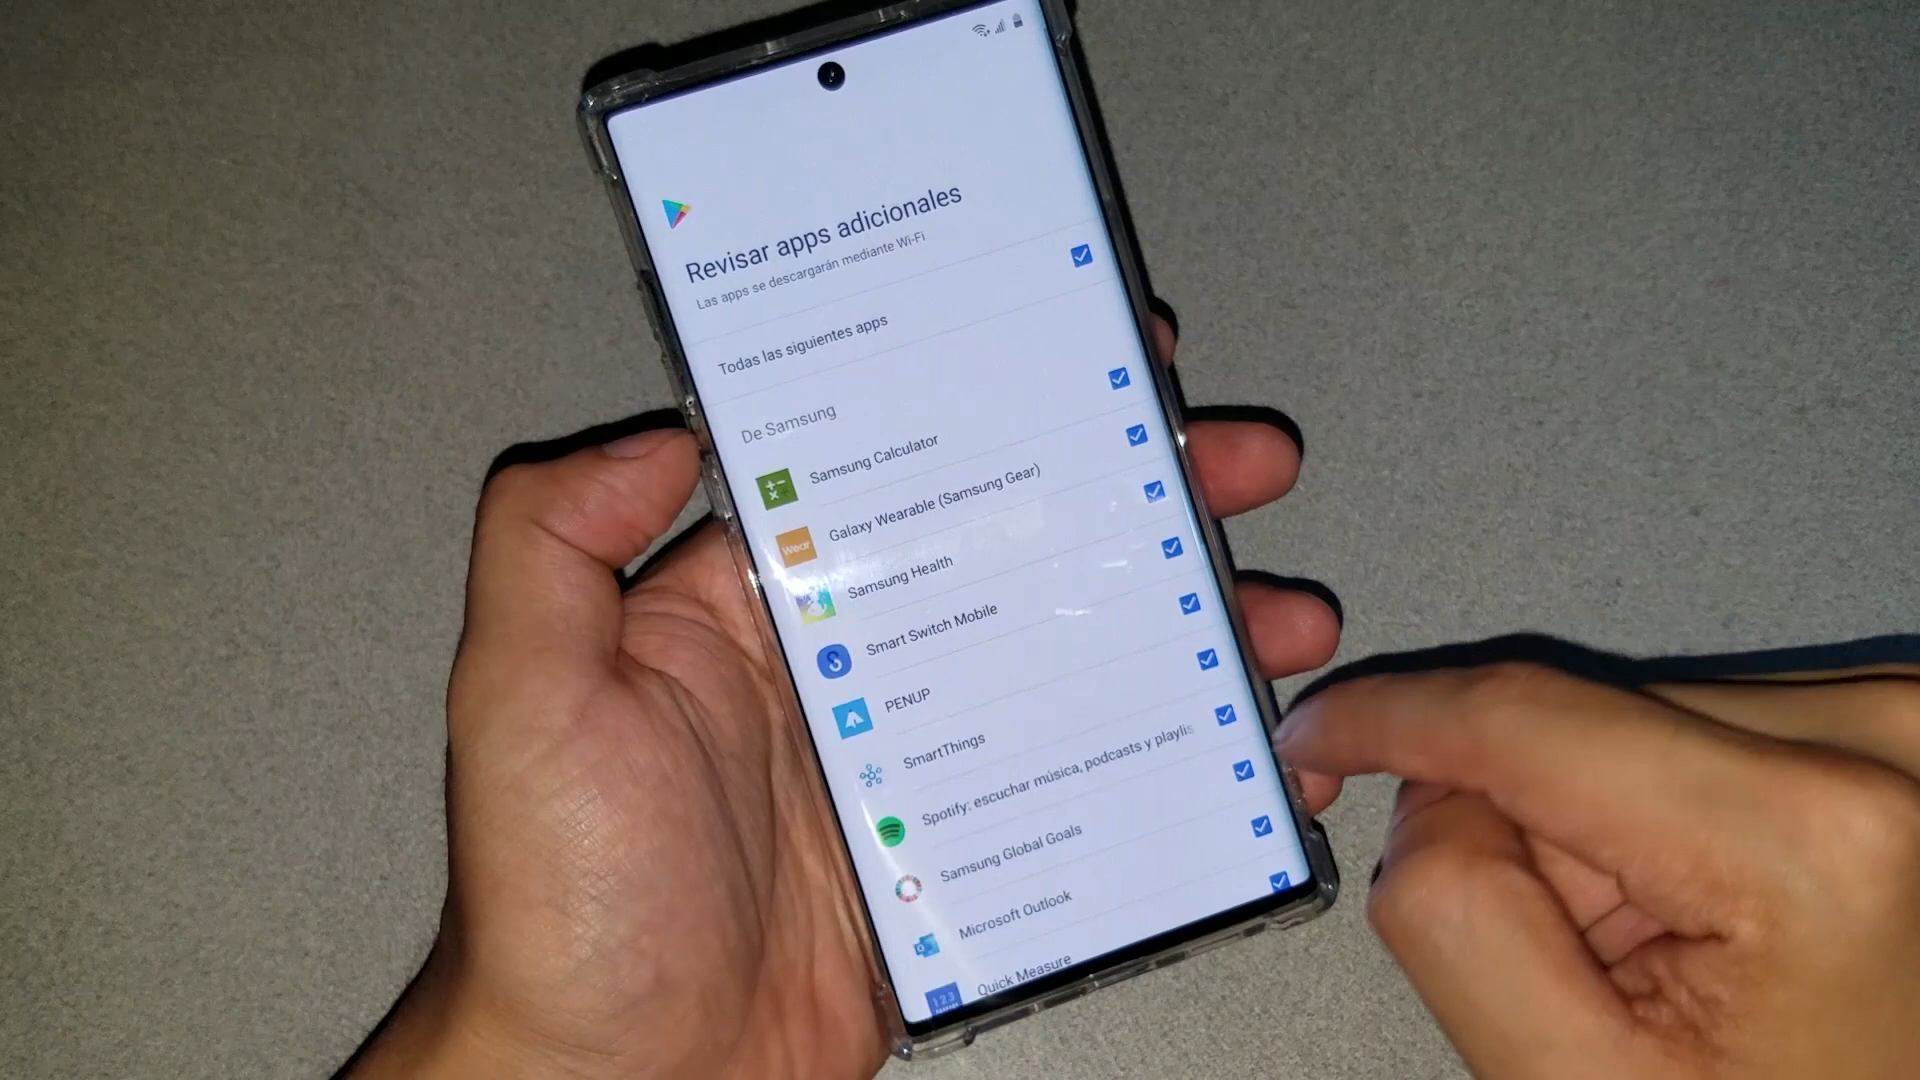 Revisar apps adicionales
Las apps se descargarán mediante Wi-Fi
Todas las siguientes apps
De Samsung
Samsung Calculator
Wear
Galaxy Wearable (Samsung Gear)
Samsung Health
Smart Switch Mobile
PENUP
SmartThings
Spotify: escuchar música, podcasts y playlis
Samsung Global Goals
Microsoft Outlook
123
Quick Measure